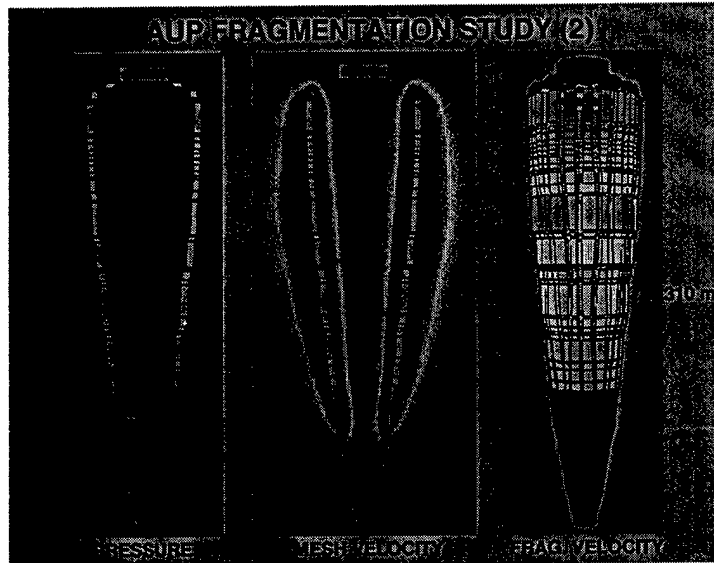 AUP FRAGMENTATION STUDY (2)
PRESSURE
MESH VELOCITY
FRAG VELOCITY